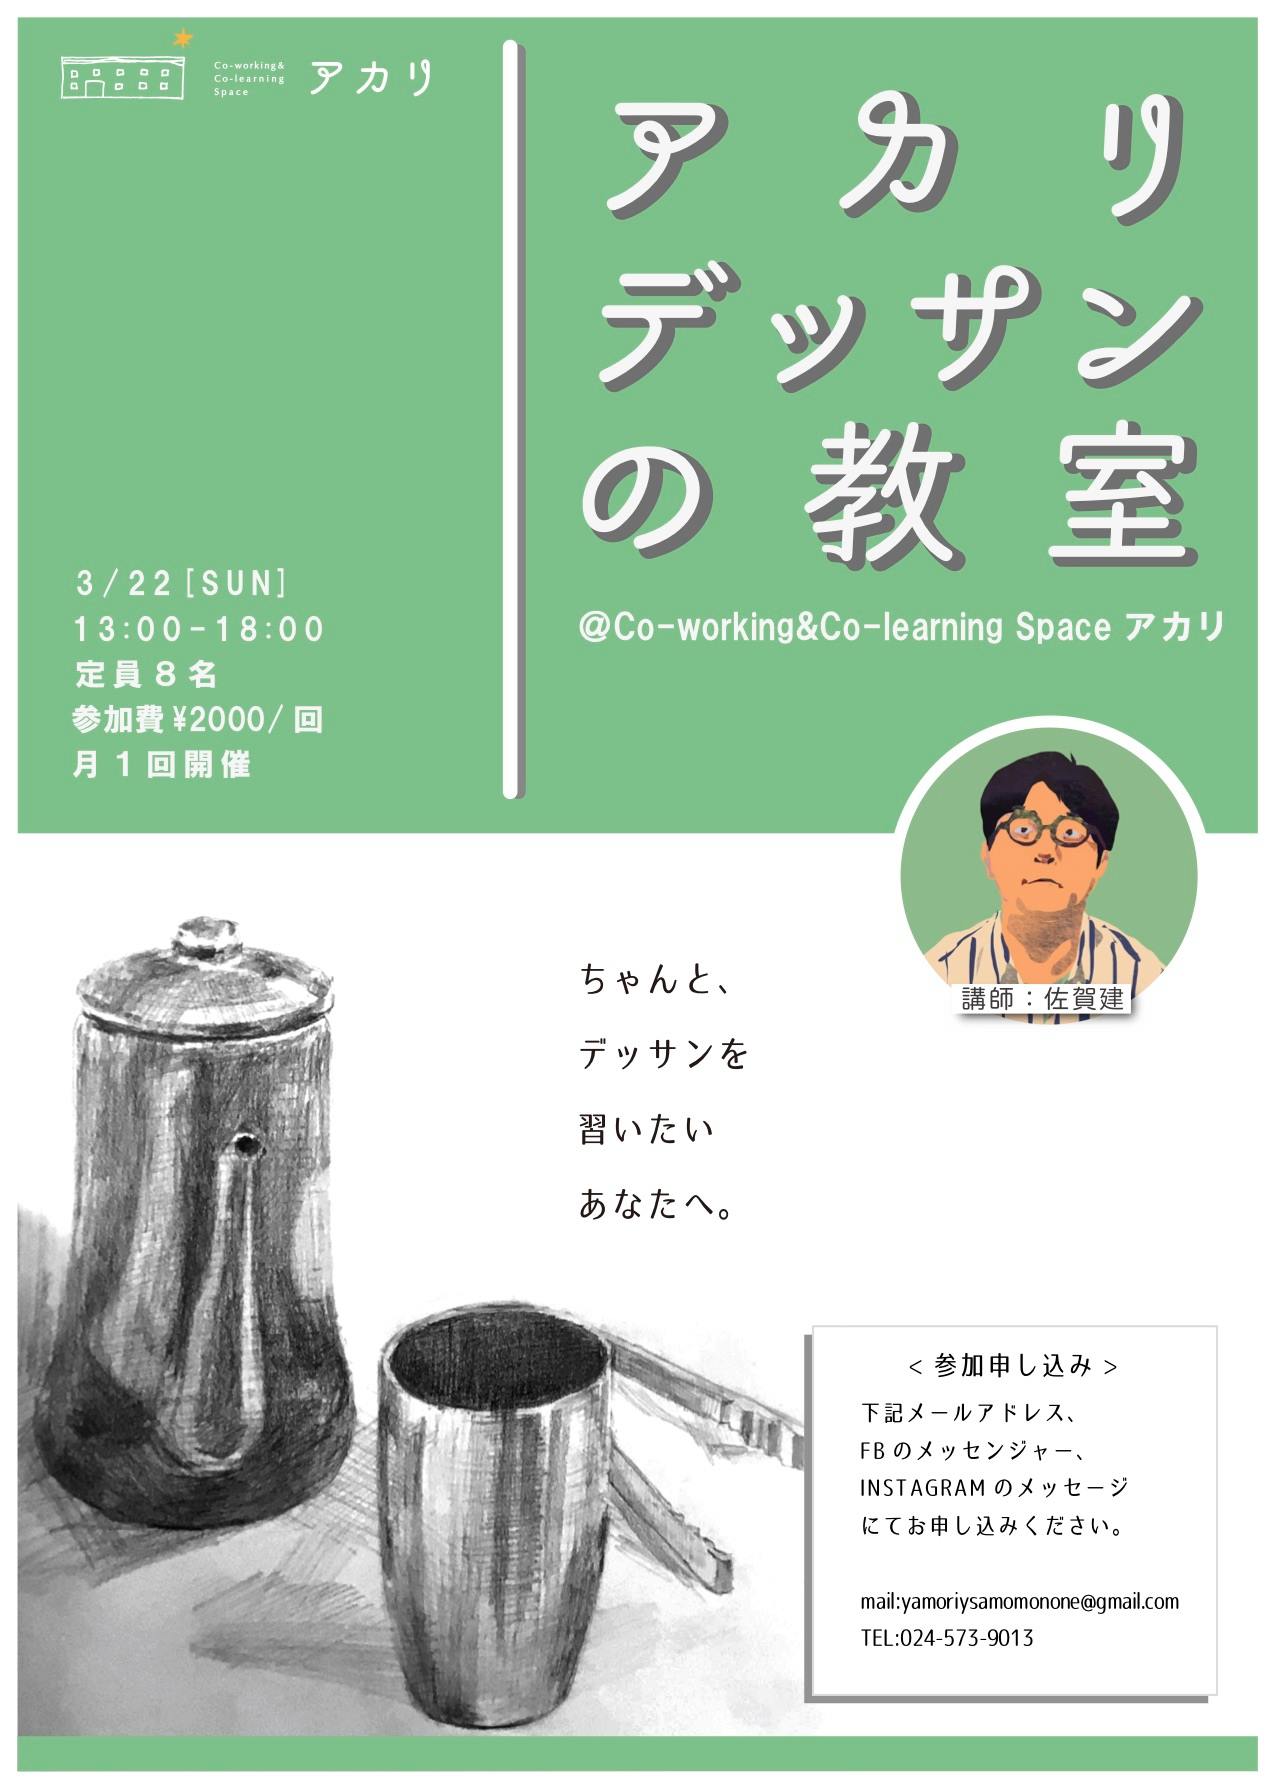 Co-working&
Co-learning
Space
アカリ
アカリ
デッサン
の教室
@Co-working&Co-learning Space アカリ
3/22[SUN]
13:00-18:00
定員8名
参加費¥2000/回
月1回開催
講師：佐賀建
ちゃんと、
デッサンを
習いたい
あなたへ。
< 参加申し込み >
下記メールアドレス、
FBのメッセンジャー、
INSTAGRAMのメッセージ
にてお申し込みください。
mail:yamoriysamomonone@gmail.com
TEL:024-573-9013